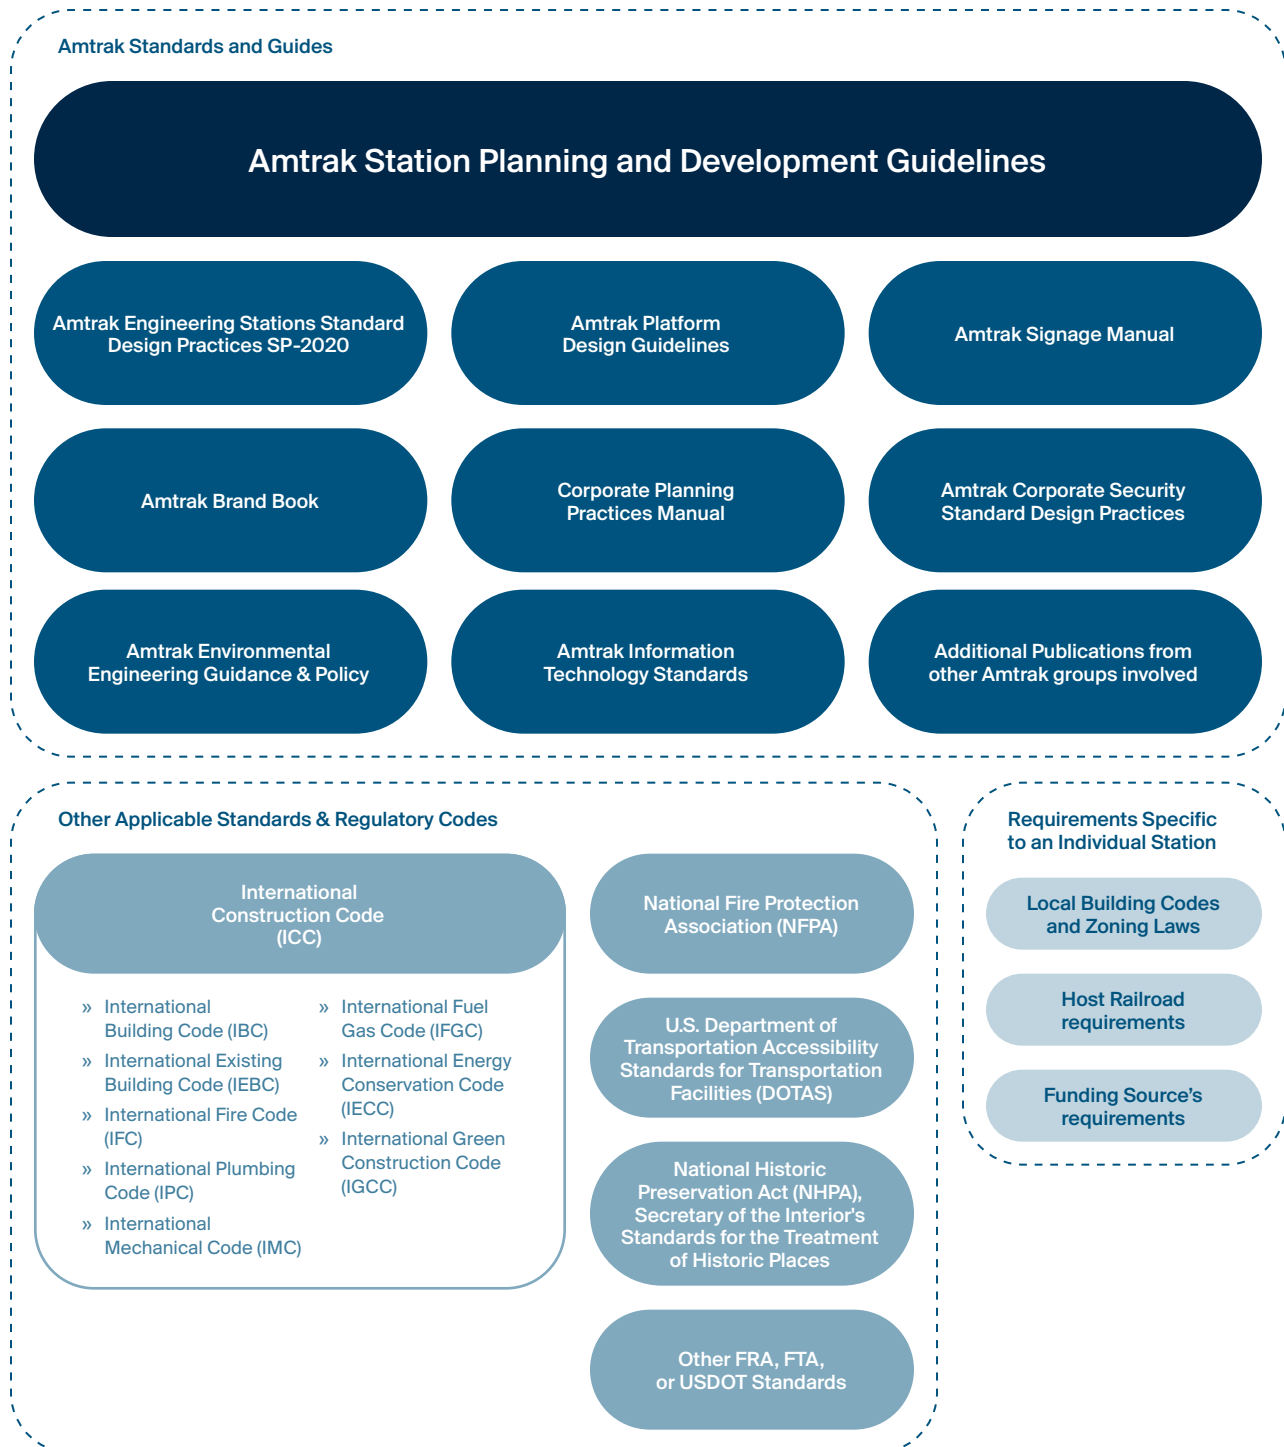 Amtrak Standards and Guides
Amtrak Station Planning and Development Guidelines
Amtrak Engineering Stations Standard
Design Practices SP-2020
Amtrak Platform
Design Guidelines
Amtrak Signage Manual
Amtrak Brand Book
Corporate Planning
Practices Manual
Amtrak Corporate Security
Standard Design Practices
Amtrak Environmental
Engineering Guidance & Policy
Amtrak Information
Technology Standards
Additional Publications from
other Amtrak groups involved
Other Applicable Standards & Regulatory Codes
International
Construction Code
(ICC)
» International
Building Code (IBC)
» International Existing
Building Code (IEBC)
» International Fire Code
(IFC)
» International Plumbing
Code (IPC)
» International
Mechanical Code (IMC)
» International Fuel
Gas Code (IFGC)
» International Energy
Conservation Code
(IECC)
» International Green
Construction Code
(IGCC)
National Fire Protection
Association (NFPA)
U.S. Department of
Transportation Accessibility
Standards for Transportation
Facilities (DOTAS)
National Historic
Preservation Act (NHPA),
Secretary of the Interior's
Standards for the Treatment
of Historic Places
Other FRA, FTA,
or USDOT Standards
Requirements Specific
to an Individual Station
Local Building Codes
and Zoning Laws
Host Railroad
requirements
Funding Source’s
requirements